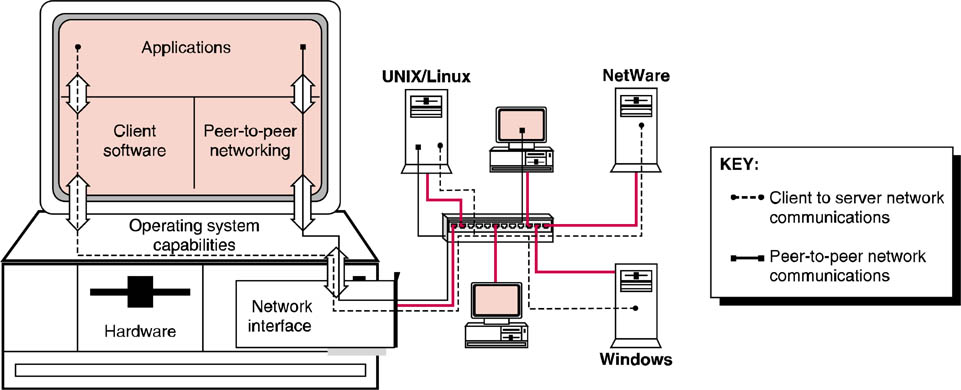 Applications
Client
software
Peer-to-peer
networking
Operating system
capabilities
Hardware
Network
interface
UNIX/Linux
NetWare
Windows
KEY:
Client to server network
communications
Peer-to-peer network
communications